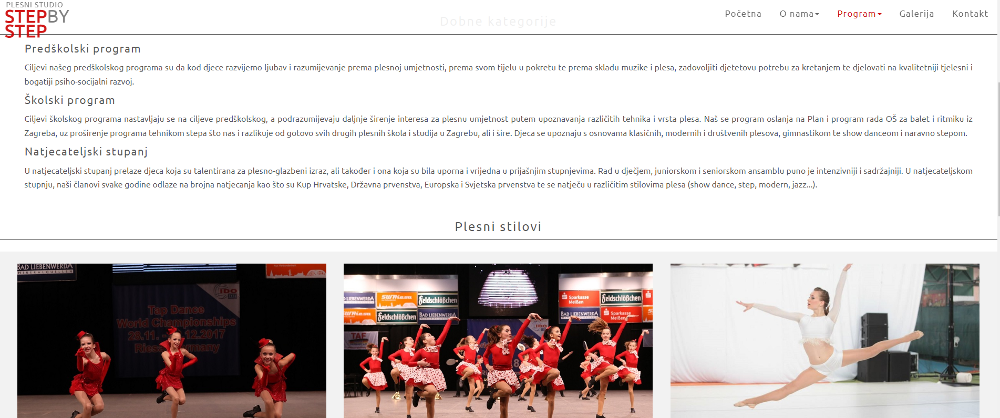 PLESNI STUDIO
STEPBY
STEP
Početna O nama Program Galerija Kontakt
Dobne kategorije
Predškolski program
Ciljevi našeg predškolskog programa su da kod djece razvijemo ljubav i razumijevanje prema plesnoj umjetnosti, prema svom tijelu u pokretu te prema skladu muzike i plesa, zadovoljiti djetetovu potrebu za kretanjem te djelovati na kvalitetniji tjelesni i
bogatiji psiho-socijalni razvoj.
Školski program
Ciljevi školskog programa nastavljaju se na ciljeve predškolskog, a podrazumijevaju daljnje širenje interesa za plesnu umjetnost putem upoznavanja različitih tehnika i vrsta plesa. Naš se program oslanja na Plan i program rada OŠ za balet i ritmiku iz
Zagreba, uz proširenje programa tehnikom stepa što nas i razlikuje od gotovo svih drugih plesnih škola i studija u Zagrebu, ali i šire. Djeca se upoznaju s osnovama klasičnih, modernih i društvenih plesova, gimnastikom te show danceom i naravno stepom.
Natjecateljski stupanj
U natjecateljski stupanj prelaze djeca koja su talentirana za plesno-glazbeni izraz, ali također i ona koja su bila uporna i vrijedna u prijašnjim stupnjevima. Rad u dječjem, juniorskom i seniorskom ansamblu puno je intenzivniji i sadržajniji. U natjecateljskom
stupnju, naši članovi svake godine odlaze na brojna natjecanja kao što su Kup Hrvatske, Državna prvenstva, Europska i Svjetska prvenstva te se natječu u različitim stilovima plesa (show dance, step, modern, jazz...).
Plesni stilovi
BAD LIEBENWERDA
MINERALQUELLEN
IDO
Tap Dance
World Championships
28.11. - .12.2017
Riesa Germany
BAD LIEBENWERDA
Feldschlößchen
Feldschlößchen
BAD LIEBENWERDA
Sparkasse
Meißen
Feldschlößchen
BAD LIEBENWERDA
Sparkasse
Meißen
TAF
IDO